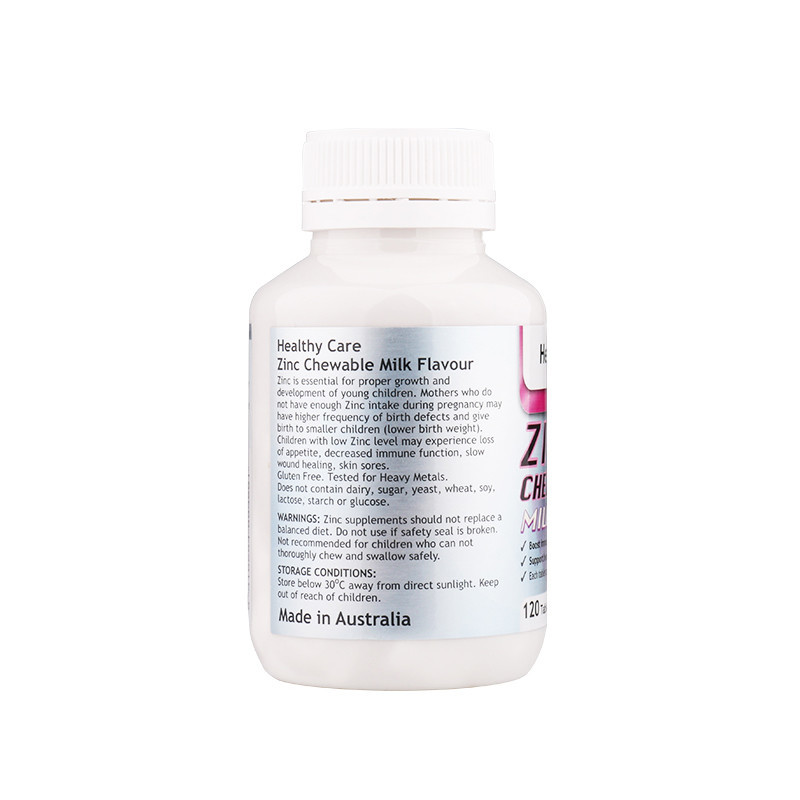 Healthy Care
Zinc Chewable Milk Flavour
Zinc is essential for proper growth and
development of young children. Mothers who do
not have enough Zinc intake during pregnancy may
have higher frequency of birth defects and give
birth to smaller children (lower birth weight).
Children with low Zinc level may experience loss
of appetite, decreased immune function, slow
wound healing, skin sores.
Gluten Free. Tested for Heavy Metals.
Does not contain dairy, sugar, yeast, wheat, soy,
lactose, starch or glucose.
WARNINGS: Zinc supplements should not replace a
balanced diet. Do not use if safety seal is broken.
Not recommended for children who can not
thoroughly chew and swallow safely.
STORAGE CONDITIONS:
Store below 30°C away from direct sunlight. Keep
out of reach of children.
Made in Australia
Boost
Support
Each
120